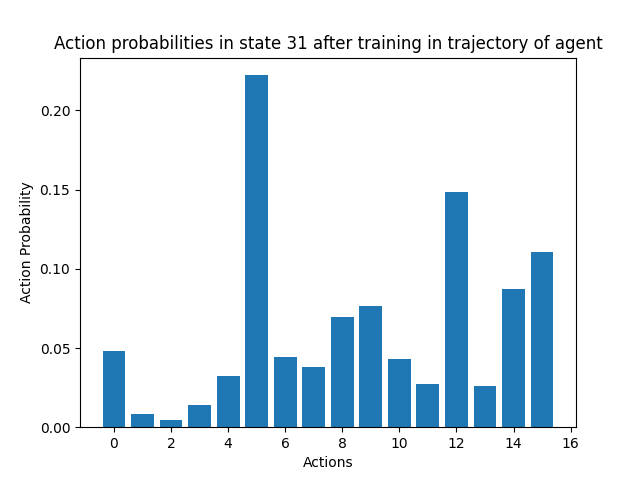 Action probabilities in state 31 after training in trajectory of agent
0.20
0.15
0.10
0.05
0.00
Action Probability
0 2 4 6 8 10 12 14 16
Actions